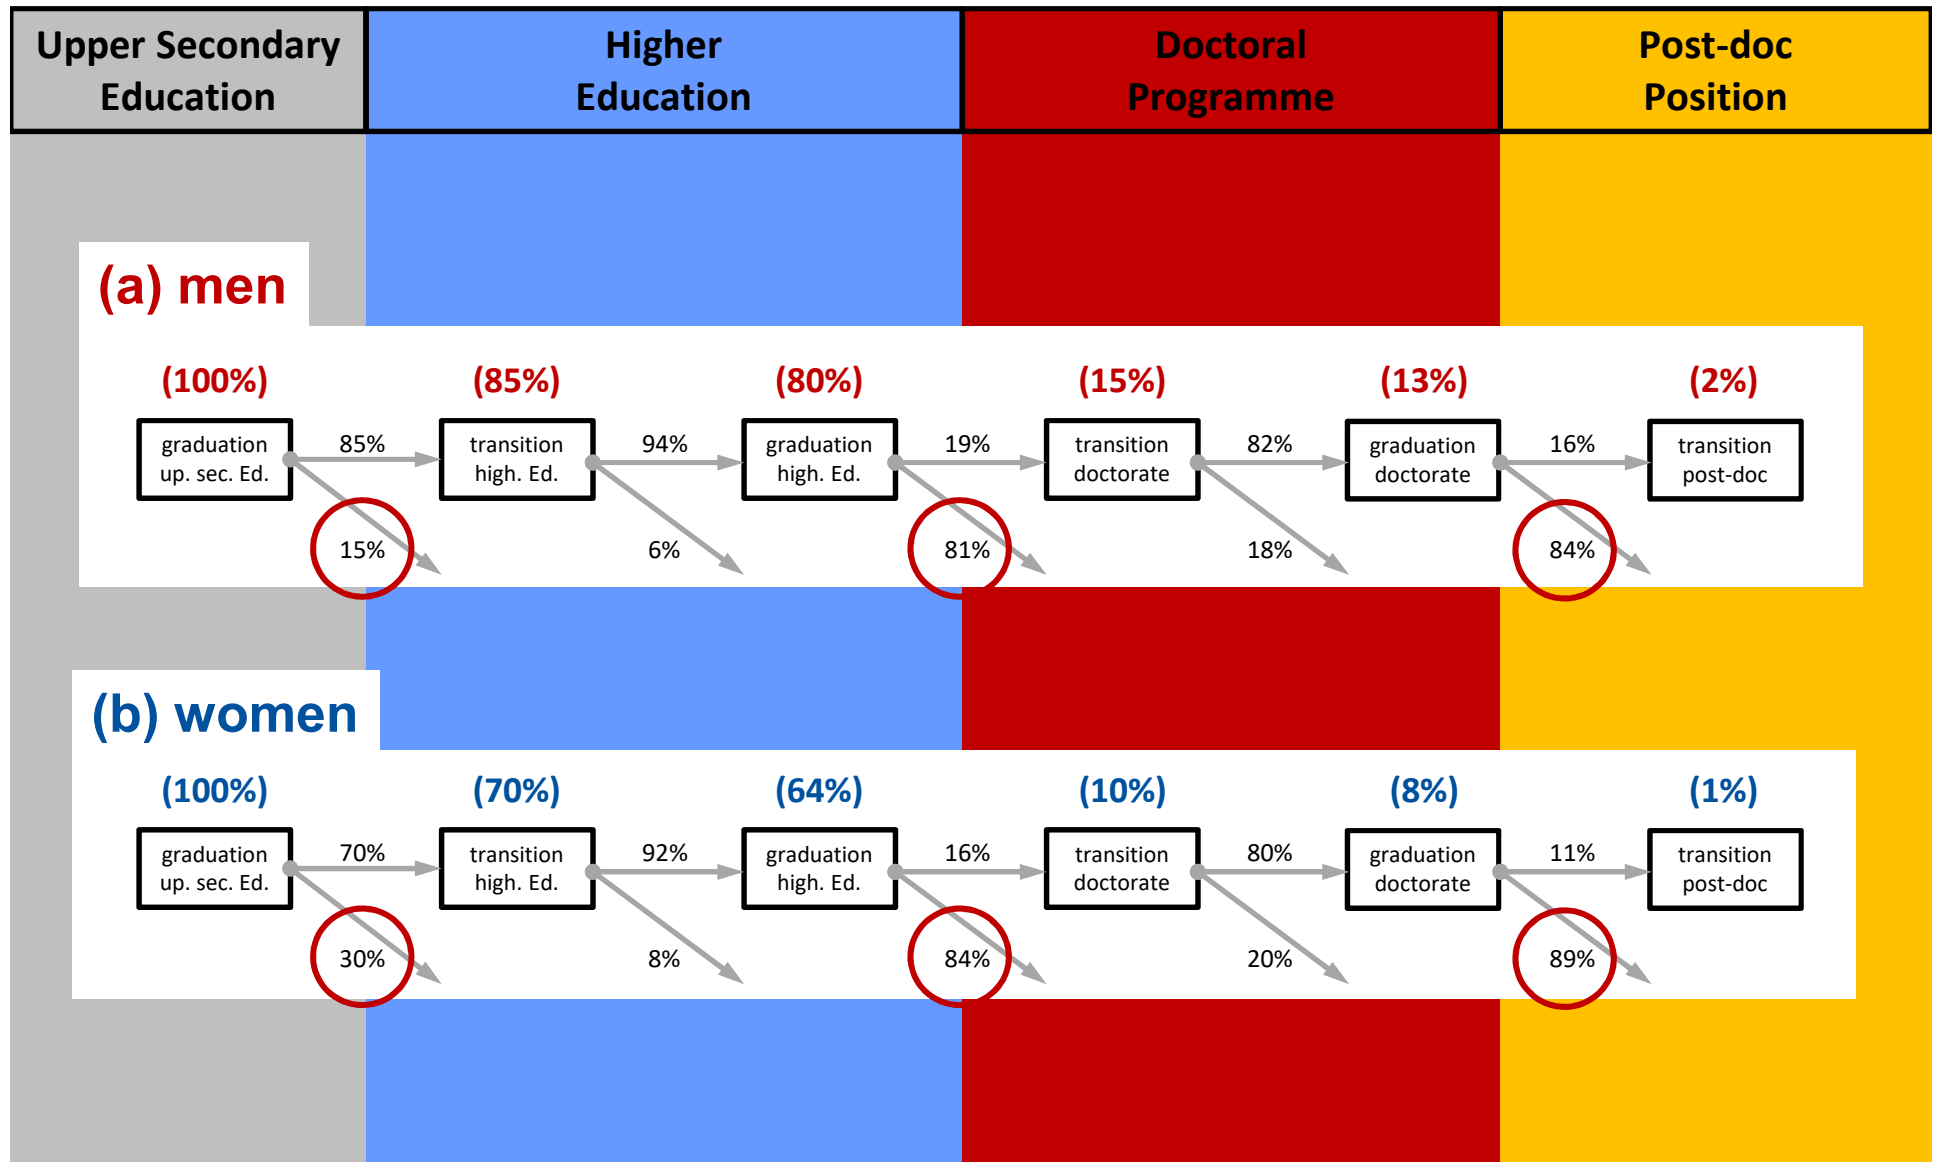 Upper Secondary
Education
Higher
Education
Doctoral
Programme
Post-doc
Position
(a) men
(100%)
(85%)
(80%)
(15%)
(13%)
(2%)
graduation
up. sec. Ed.
85%
transition
high. Ed.
94%
graduation
high. Ed.
19%
transition
doctorate
82%
graduation
doctorate
16%
transition
post-doc
15%
6%
81%
18%
84%
(b) women
(100%)
(70%)
(64%)
(10%)
(8%)
(1%)
graduation
up. sec. Ed.
70%
transition
high. Ed.
92%
graduation
high. Ed.
16%
transition
doctorate
80%
graduation
doctorate
11%
transition
post-doc
30%
8%
84%
20%
89%